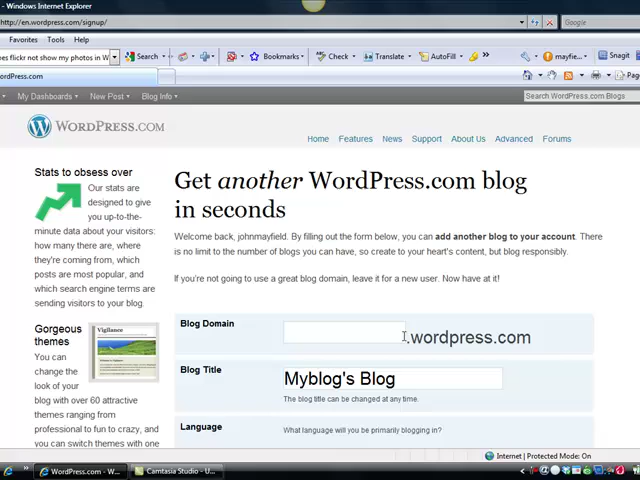 - Windows Internet Explorer
http://en.wordpress.com/signup/
Google
Favorites Tools Help
es flickr not show my photos in W Search Bookmarks Check Translate AutoFill mayfie... Snagit
ordPress.com Page
My Dashboards New Post Blog Info Search WordPress.com Blogs
WORDPRESS.COM
Home Features News Support About Us Advanced Forums
Stats to obsess over
Our stats are
designed to give
you up-to-the-
minute data about your visitors:
how many there are, where
they're coming from, which
posts are most popular, and
which search engine terms are
sending visitors to your blog.
Gorgeous
themes
Vigilance
You can
change the
look of your
blog with over 60 attractive
themes ranging from
professional to fun to crazy, and
you can switch themes with one
Get another WordPress.com blog
in seconds
Welcome back, johnmayfield. By filling out the form below, you can add another blog to your account. There
is no limit to the number of blogs you can have, so create to your heart's content, but blog responsibly.
If you're not going to use a great blog domain, leave it for a new user. Now have at it!
Blog Domain
.wordpress.com
Blog Title
Myblog's Blog
The blog title can be changed at any time.
Language
What language will you be primarily blogging in?
Internet | Protected Mode: On
WordPress.com - W...
Camtasia Studio - U...